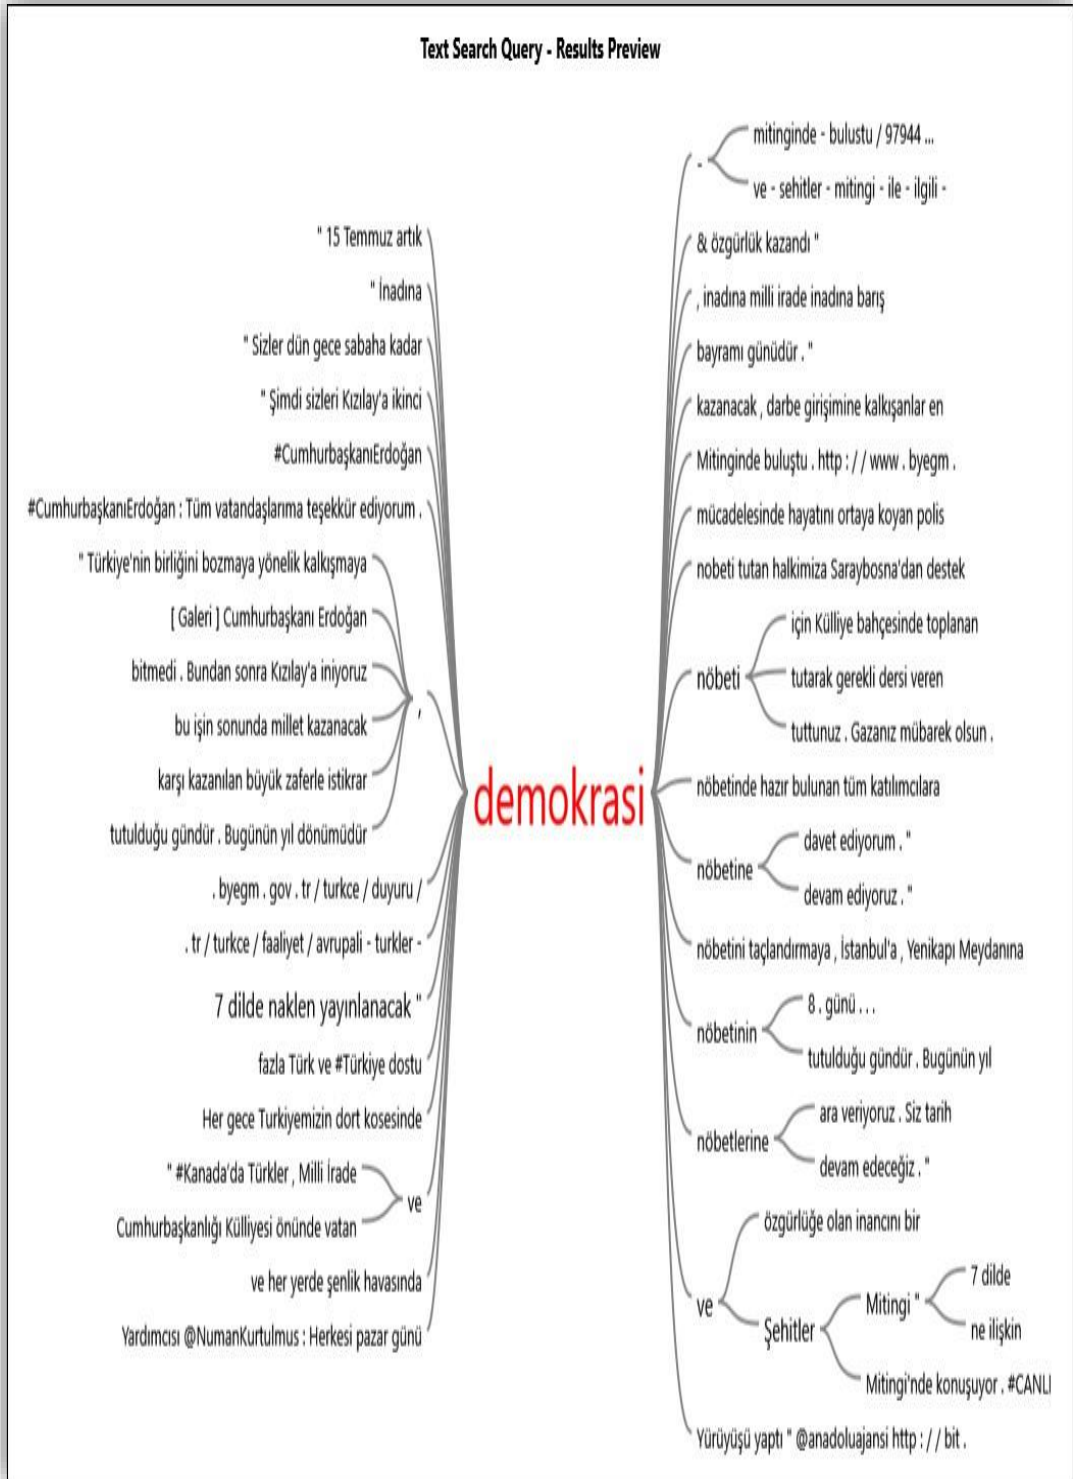 Text Search Query - Results Preview
" 15 Temmuz artık
" İnadına
" Sizler dün gece sabaha kadar
" Şimdi sizleri Kızılay'a ikinci
#CumhurbaşkanıErdoğan
#CumhurbaşkanıErdoğan : Tüm vatandaşlarıma teşekkür ediyorum .
" Türkiye'nin birliğini bozmaya yönelik kalkışmaya
[ Galeri ] Cumhurbaşkanı Erdoğan
bitmedi . Bundan sonra Kızılay'a iniyoruz
bu işin sonunda millet kazanacak
karşı kazanılan büyük zaferle istikrar
tutulduğu gündür . Bugünün yıl dönümüdür
,
. byegm . gov . tr / turkce / duyuru /
. tr / turkce / faaliyet / avrupali - turkler -
7 dilde naklen yayınlanacak "
fazla Türk ve #Türkiye dostu
Her gece Turkiyemizin dort kosesinde
" #Kanada'da Türkler , Milli İrade
Cumhurbaşkanlığı Külliyesi önünde vatan
ve
ve her yerde şenlik havasında
Yardımcısı @NumanKurtulmus : Herkesi pazar günü
demokrasi
-
mitinginde - bulustu / 97944 ...
ve - sehitler - mitingi - ile - ilgili -
& özgürlük kazandı "
, inadına milli irade inadına barış
bayramı günüdür . "
kazanacak , darbe girişimine kalkışanlar en
Mitinginde buluştu . http : / / www . byegm .
mücadelesinde hayatını ortaya koyan polis
nobeti tutan halkimiza Saraybosna'dan destek
nöbeti
için Külliye bahçesinde toplanan
tutarak gerekli dersi veren
tuttunuz . Gazanız mübarek olsun .
nöbetinde hazır bulunan tüm katılımcılara
nöbetine
davet ediyorum . "
devam ediyoruz . "
nöbetini taçlandırmaya , İstanbul'a , Yenikapı Meydanına
nöbetinin
8 . günü . . .
tutulduğu gündür . Bugünün yıl
nöbetlerine
ara veriyoruz . Siz tarih
devam edeceğiz . "
ve
özgürlüğe olan inancını bir
Şehitler
Mitingi "
7 dilde
ne ilişkin
Mitingi'nde konuşuyor . #CANLI
Yürüyüşü yaptı " @anadoluajansi http : / / bit .